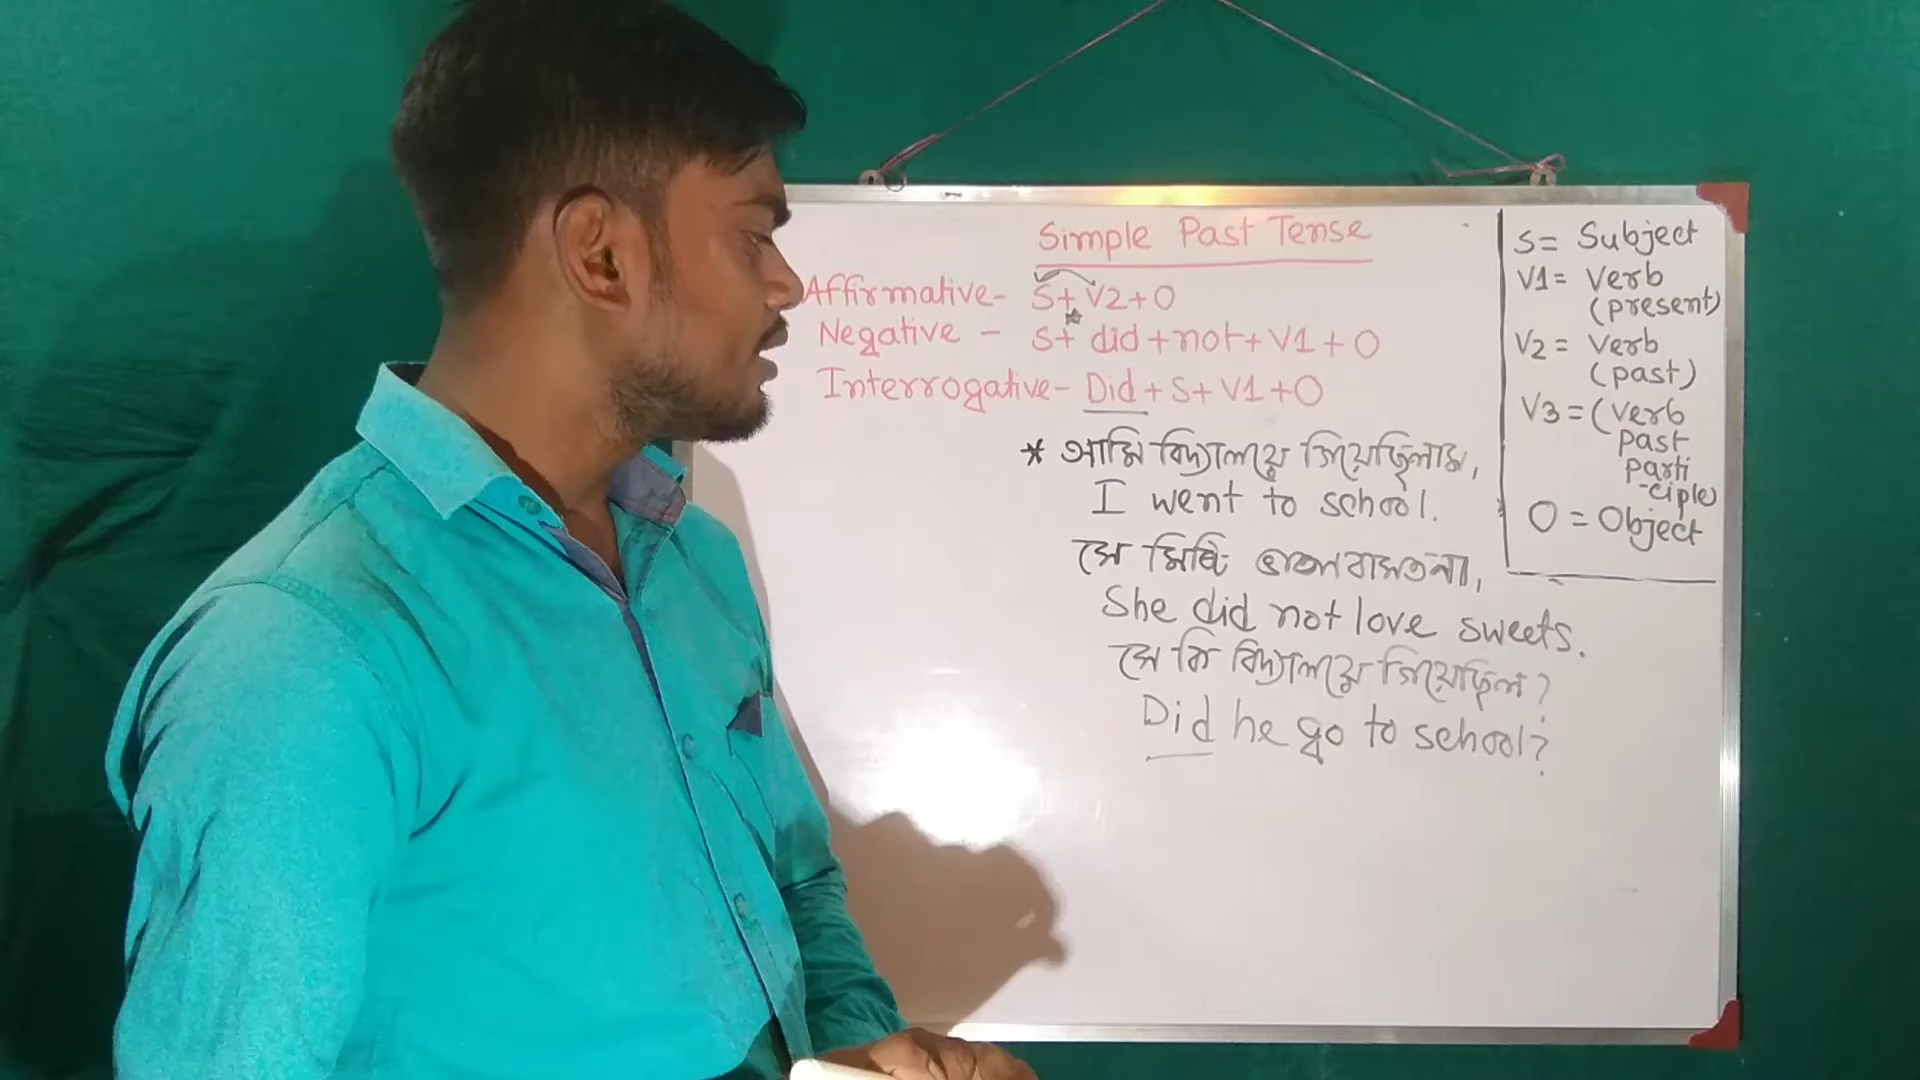 Simple Past Tense
Affirmative- S+V2+O
Negative - S+ did+not+V1+O
Interrogative- Did+S+V1+O
* আমি বিদ্যালয়ে গিয়েছিলাম,
I went to school.
সে মিষ্টি ভালবাসতনা,
She did not love sweets.
সে কি বিদ্যালয়ে গিয়েছিল?
Did he go to school?
S= Subject
V1= Verb
(present)
V2= Verb
(past)
V3=(Verb
past
parti
-ciple)
O=Object